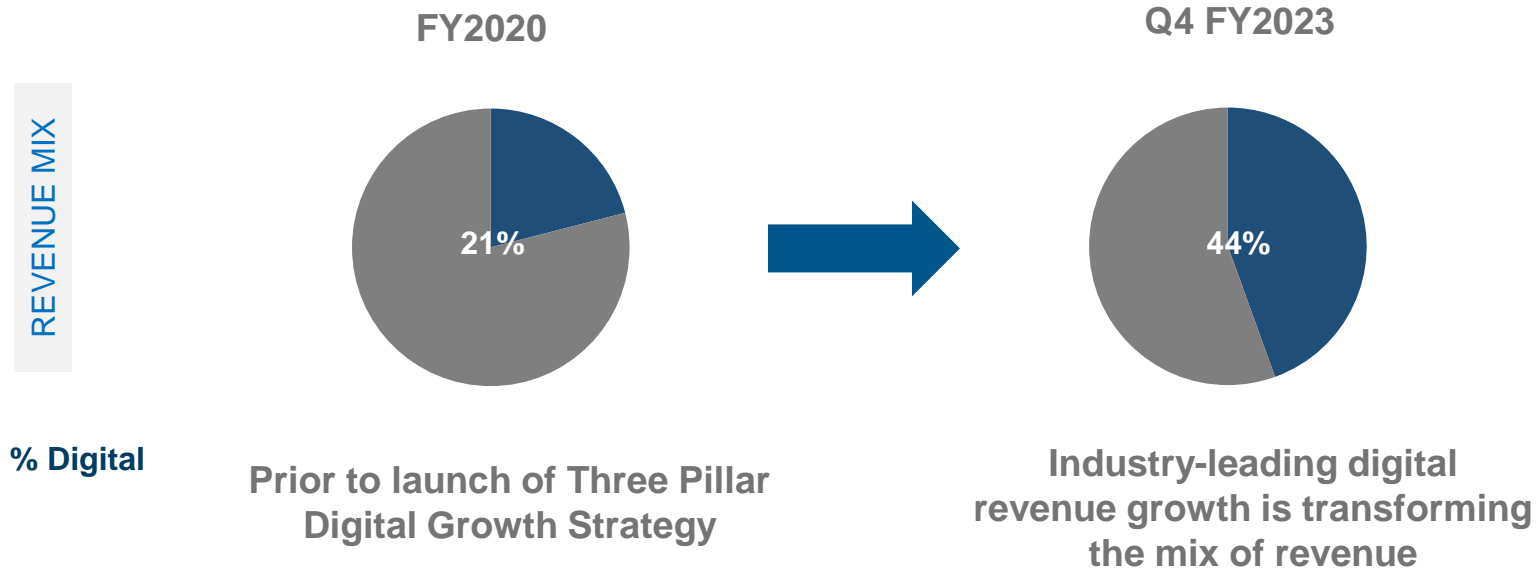 FY2020
Q4 FY2023
REVENUE MIX
21%
44%
% Digital
Prior to launch of Three Pillar
Digital Growth Strategy
Industry-leading digital
revenue growth is transforming
the mix of revenue